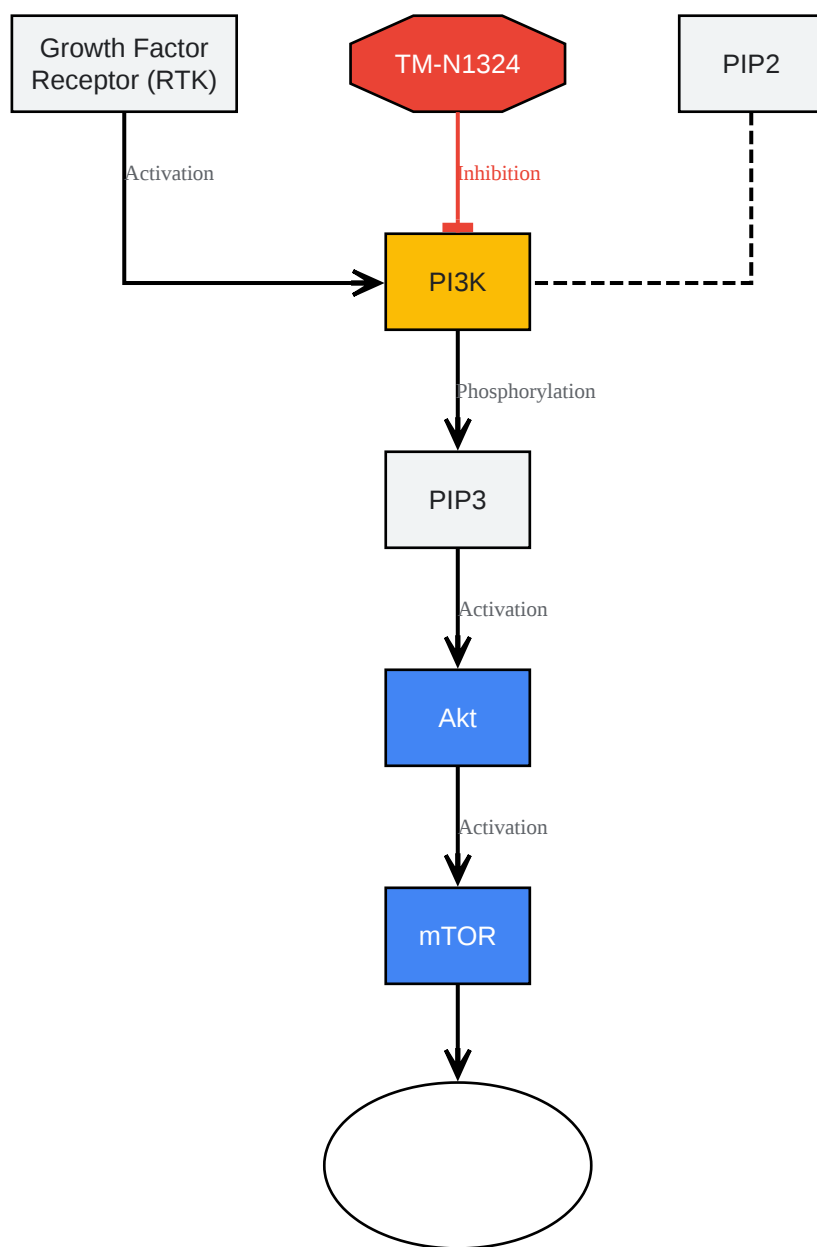 Growth Factor
Receptor (RTK)
TM-N1324
PIP2
Activation
Inhibition
PI3K
Phosphorylation
PIP3
Activation
Akt
Activation
mTOR